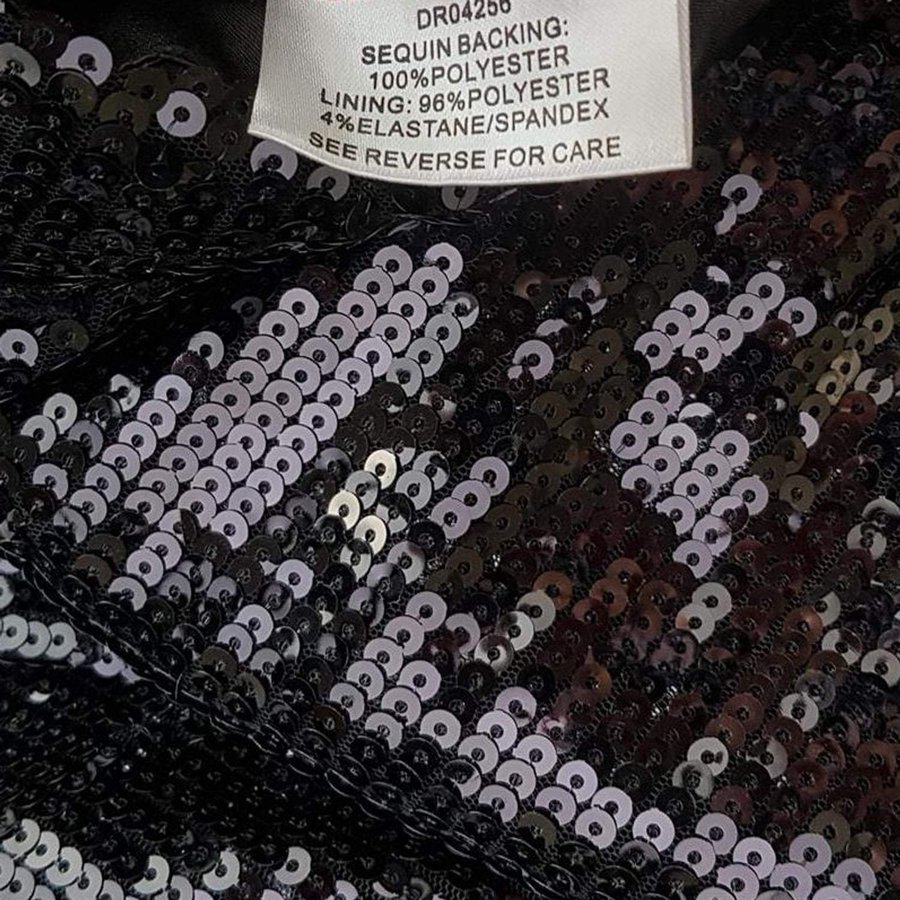 DR04256
SEQUIN BACKING:
100%POLYESTER
LINING: 96%POLYESTER
4%ELASTANE/SPANDEX
SEE REVERSE FOR CARE